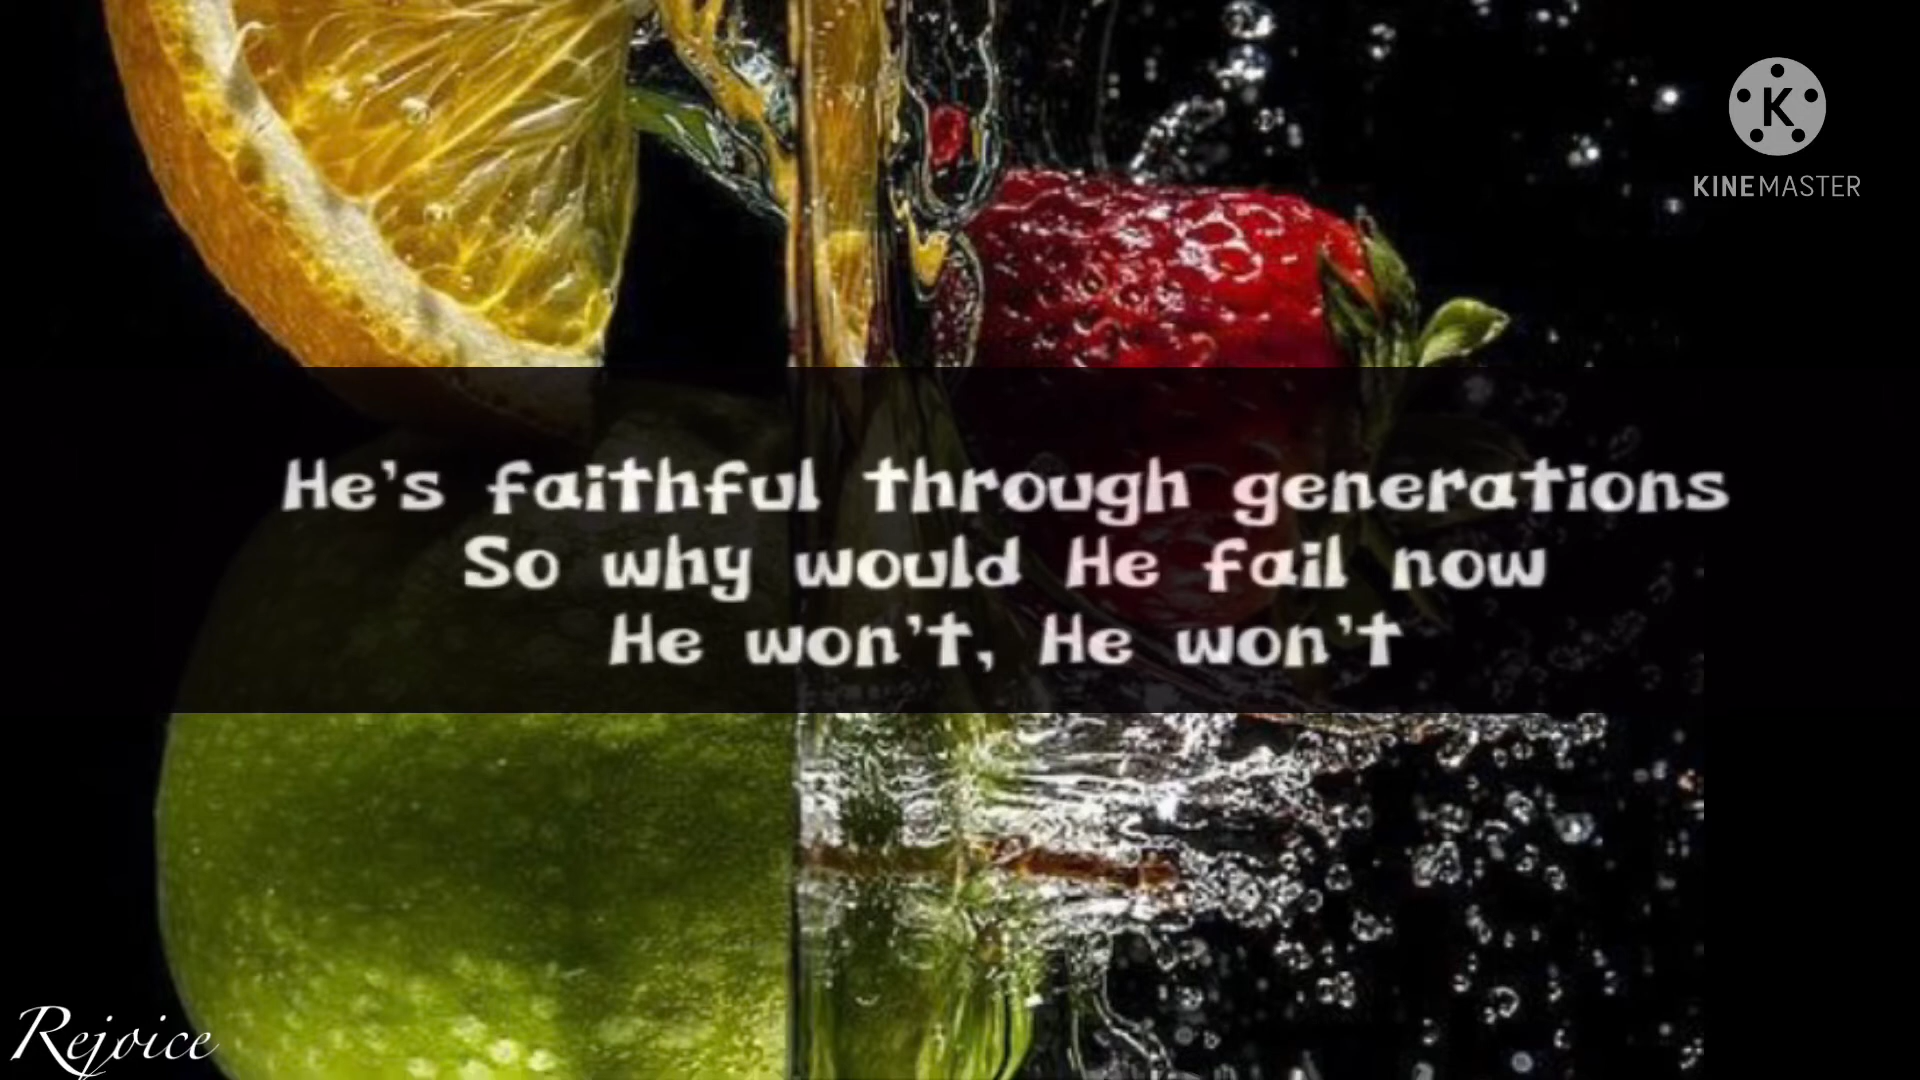 K
KINEMASTER
He's faithful through generations
So why would He fail now
He won't, He won't
Rejoice